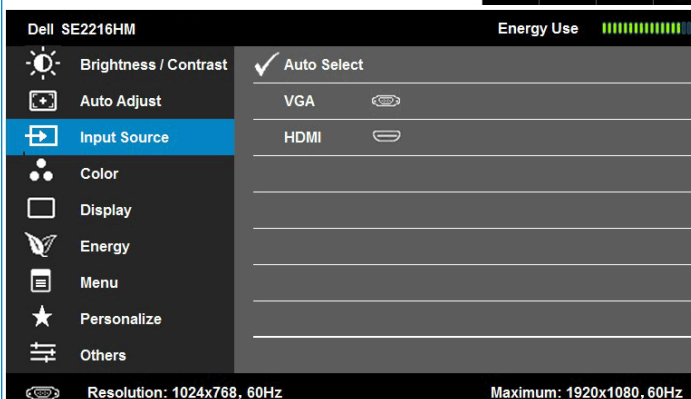 Dell SE2216HM Energy Use
Brightness / Contrast Auto Select
Auto Adjust VGA
Input Source HDMI
Color
Display
Energy
Menu
Personalize
Others
Resolution: 1024x768, 60Hz Maximum: 1920x1080, 60Hz